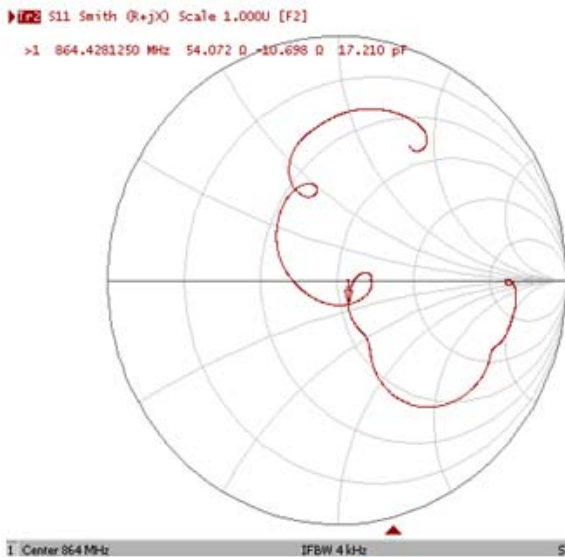 Tr2 S11 Smith (R+jX) Scale 1.000U [F2]
>1 864.4281250 MHz 54.072 Ω -10.698 Ω 17.210 pF
1
1 Center 864 MHz IFBW 4 kHz S